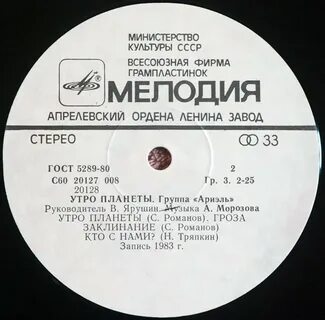 МИНИСТЕРСТВО
КУЛЬТУРЫ СССР
ВСЕСОЮЗНАЯ ФИРМА
ГРАМПЛАСТИНОК
МЕЛОДИЯ
АПРЕЛЕВСКИЙ ОРДЕНА ЛЕНИНА ЗАВОД
СТЕРЕО 33
ГОСТ 5289-80 2
С60 20127 008 Гр. 3. 2-25
20128
УТРО ПЛАНЕТЫ. Группа «Ариэль»
Руководитель В. Ярушин. Музыка А. Морозова
УТРО ПЛАНЕТЫ (С. Романов). ГРОЗА
ЗАКЛИНАНИЕ (С. Романов)
КТО С НАМИ? (Н. Тряпкин)
Запись 1983 г.